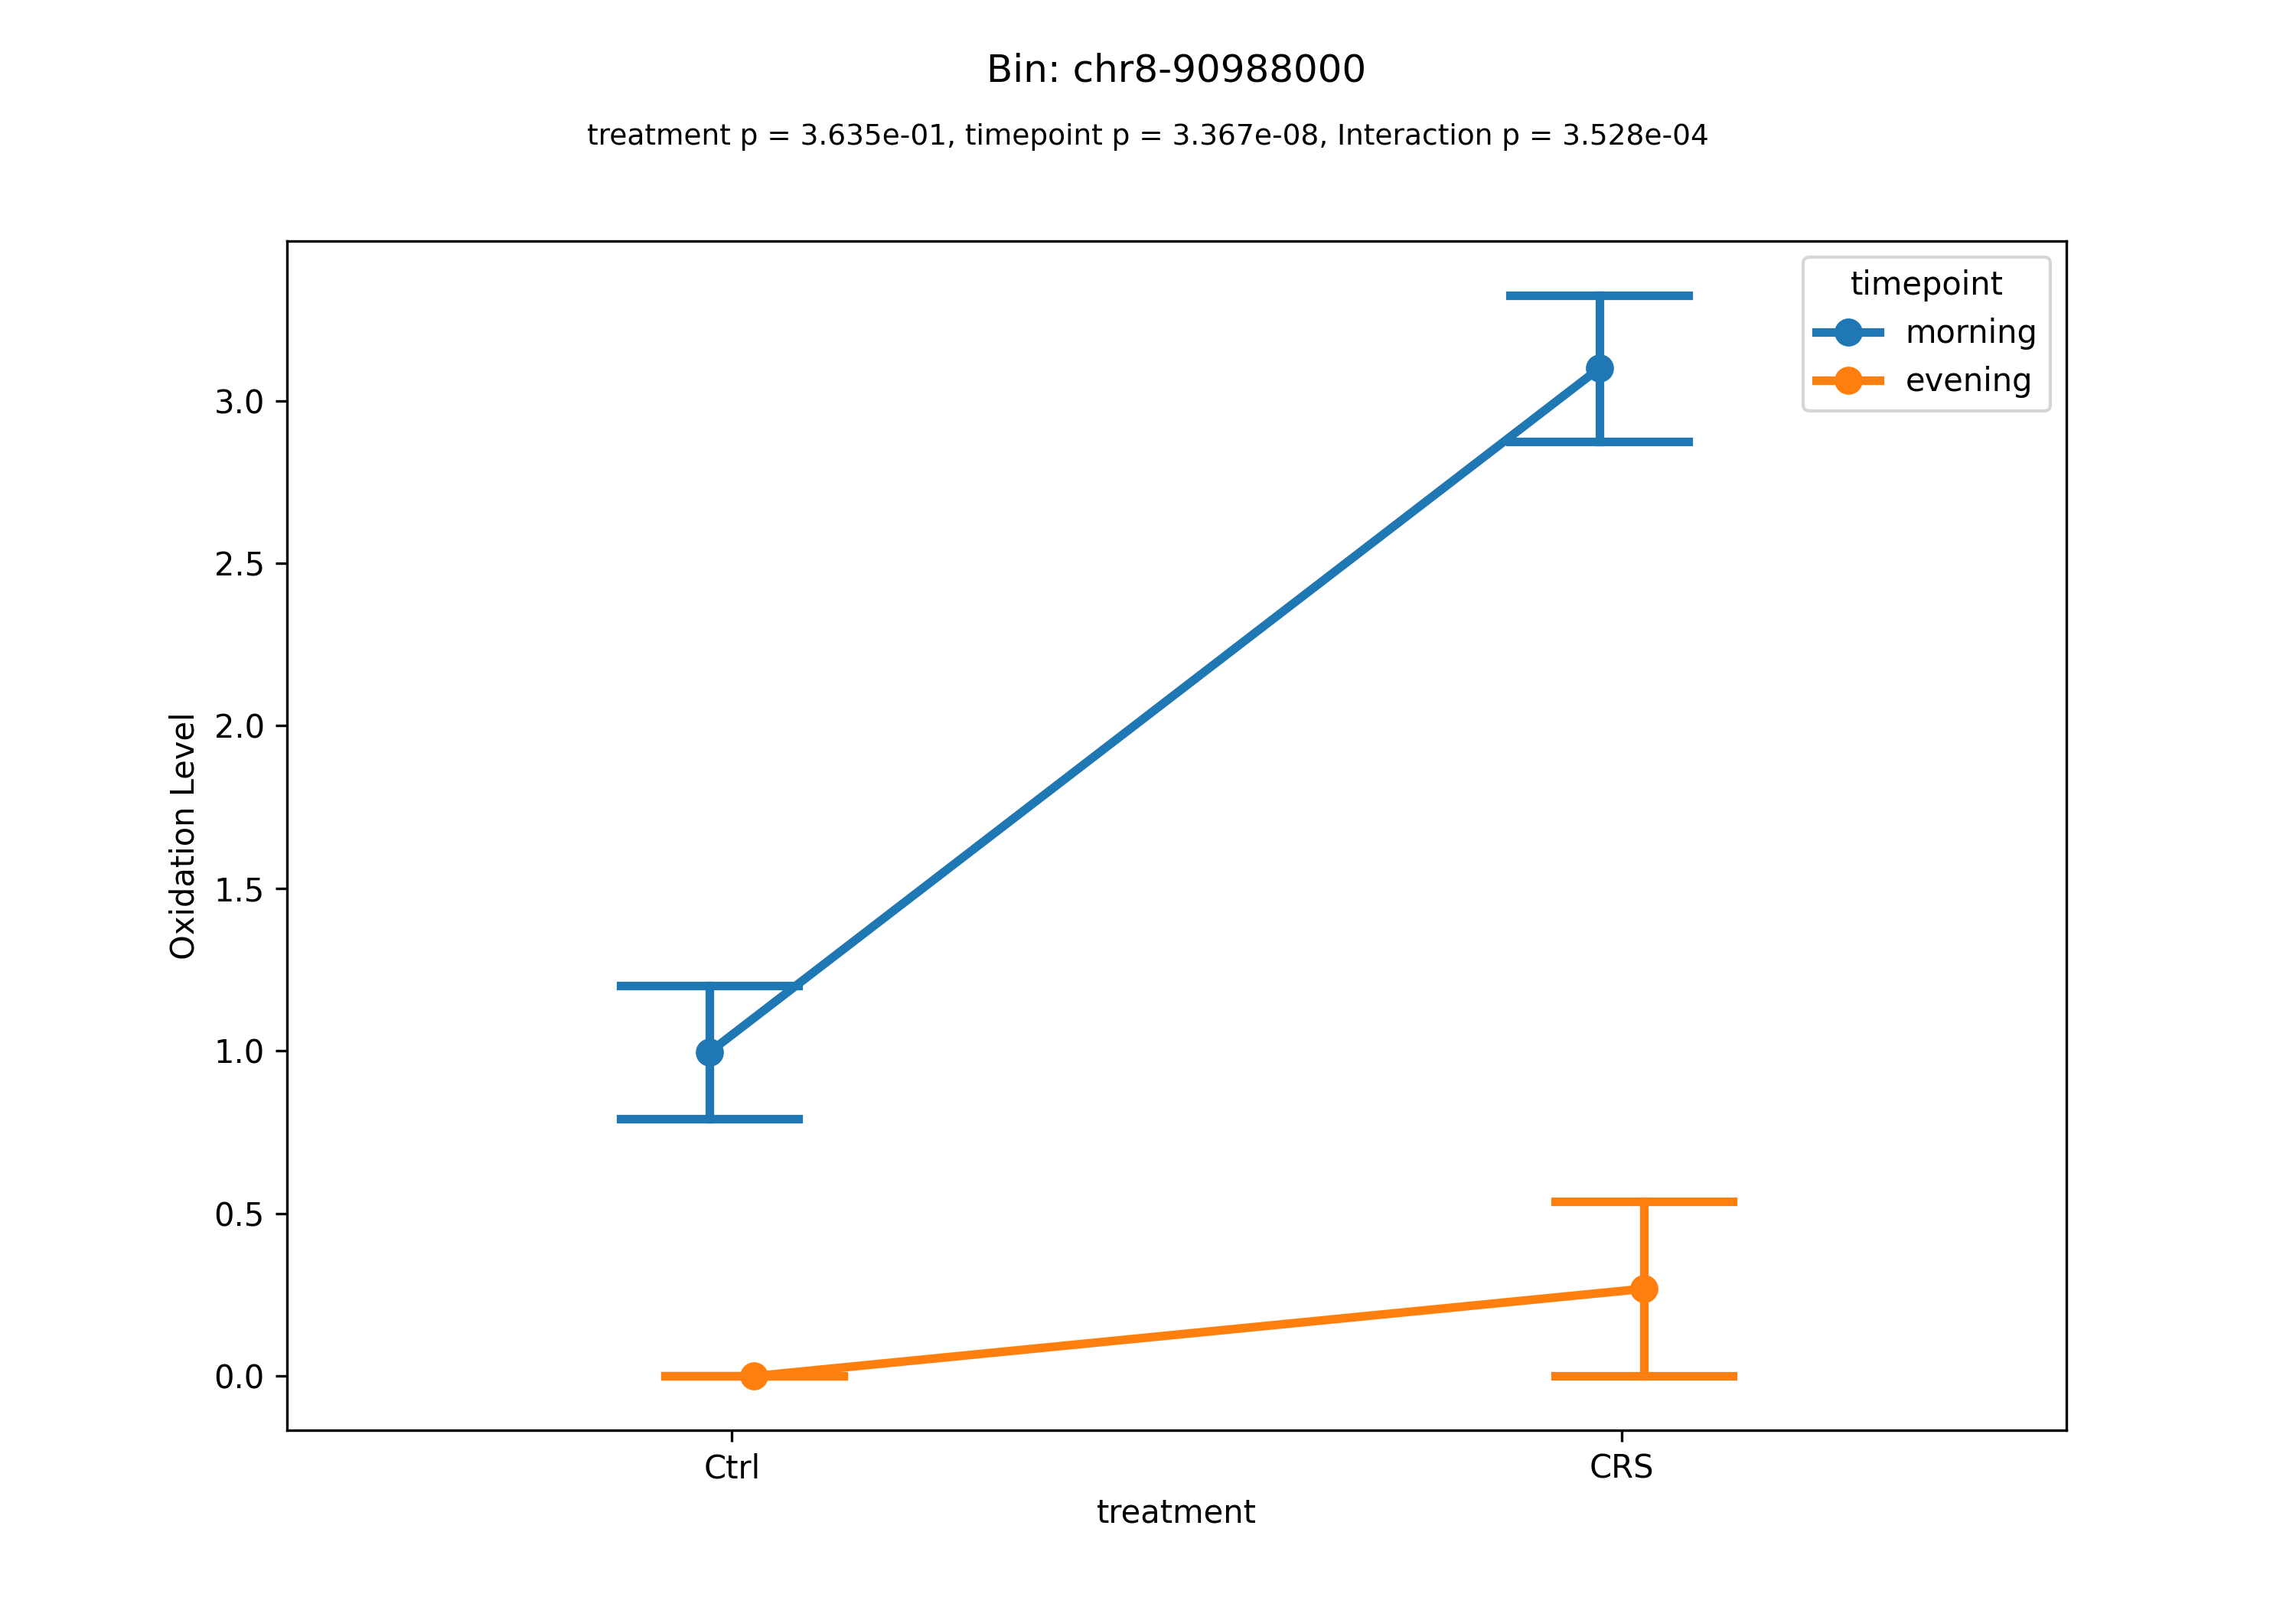 Bin: chr8-90988000
treatment p = 3.635e-01, timepoint p = 3.367e-08, Interaction p = 3.528e-04
timepoint
morning
evening
3.0
2.5
2.0
1.5
1.0
0.5
0.0
Oxidation Level
Ctrl
CRS
treatment